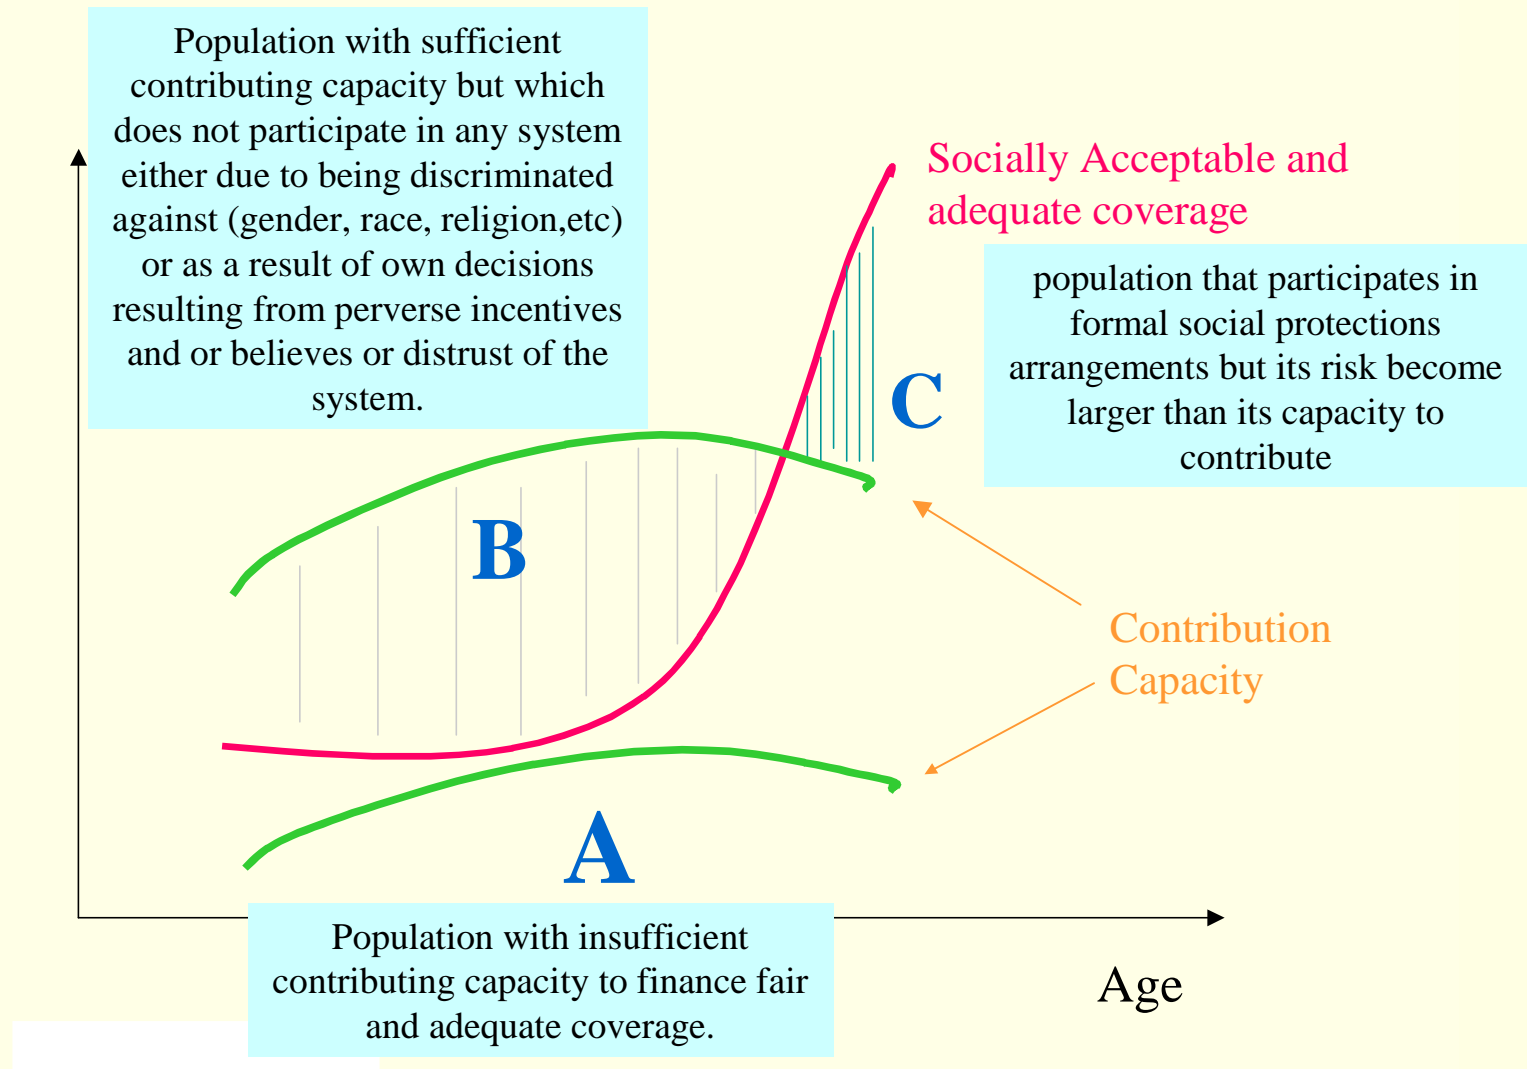 Population with sufficient
contributing capacity but which
does not participate in any system
either due to being discriminated
against (gender, race, religion,etc)
or as a result of own decisions
resulting from perverse incentives
and or believes or distrust of the
system.
Socially Acceptable and
adequate coverage
population that participates in
formal social protections
arrangements but its risk become
larger than its capacity to
contribute
C
B
Contribution
Capacity
A
Population with insufficient
contributing capacity to finance fair
and adequate coverage.
Age